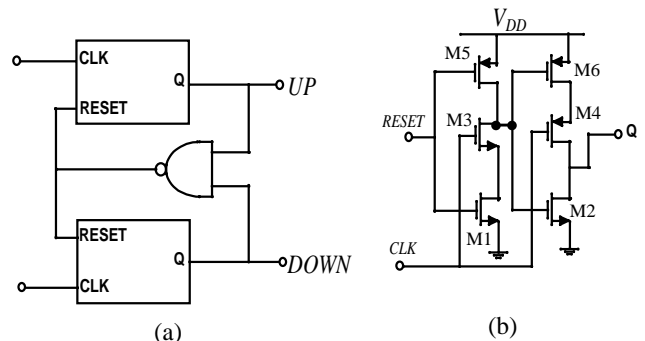 CLK
Q
UP
RESET
RESET
Q
DOWN
CLK
(a)
V_DD
M5
M6
M3
M4
RESET
Q
M2
M1
CLK
(b)